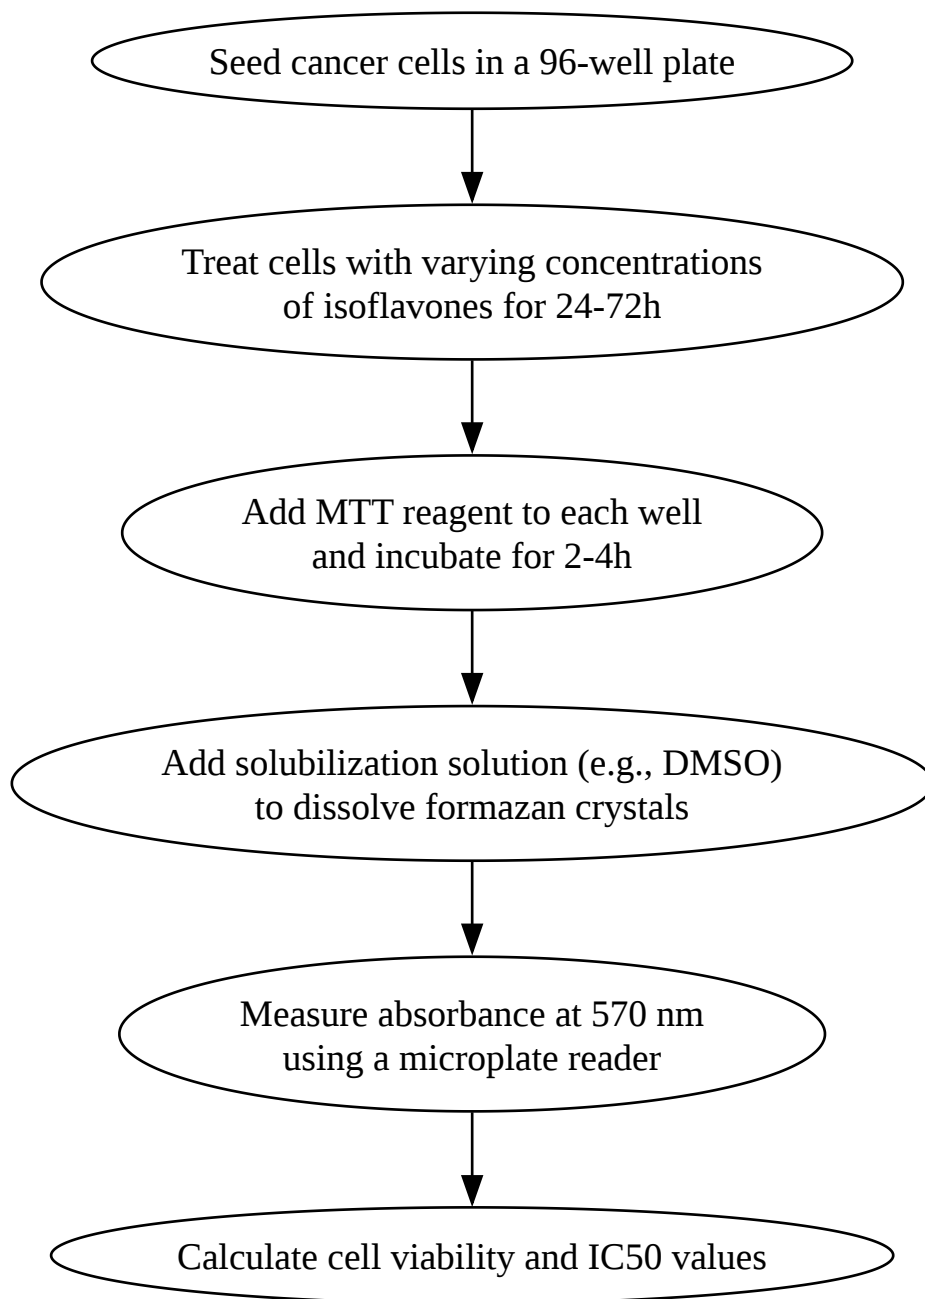 Seed cancer cells in a 96-well plate
Treat cells with varying concentrations
of isoflavones for 24-72h
Add MTT reagent to each well
and incubate for 2-4h
Add solubilization solution (e.g., DMSO)
to dissolve formazan crystals
Measure absorbance at 570 nm
using a microplate reader
Calculate cell viability and IC50 values